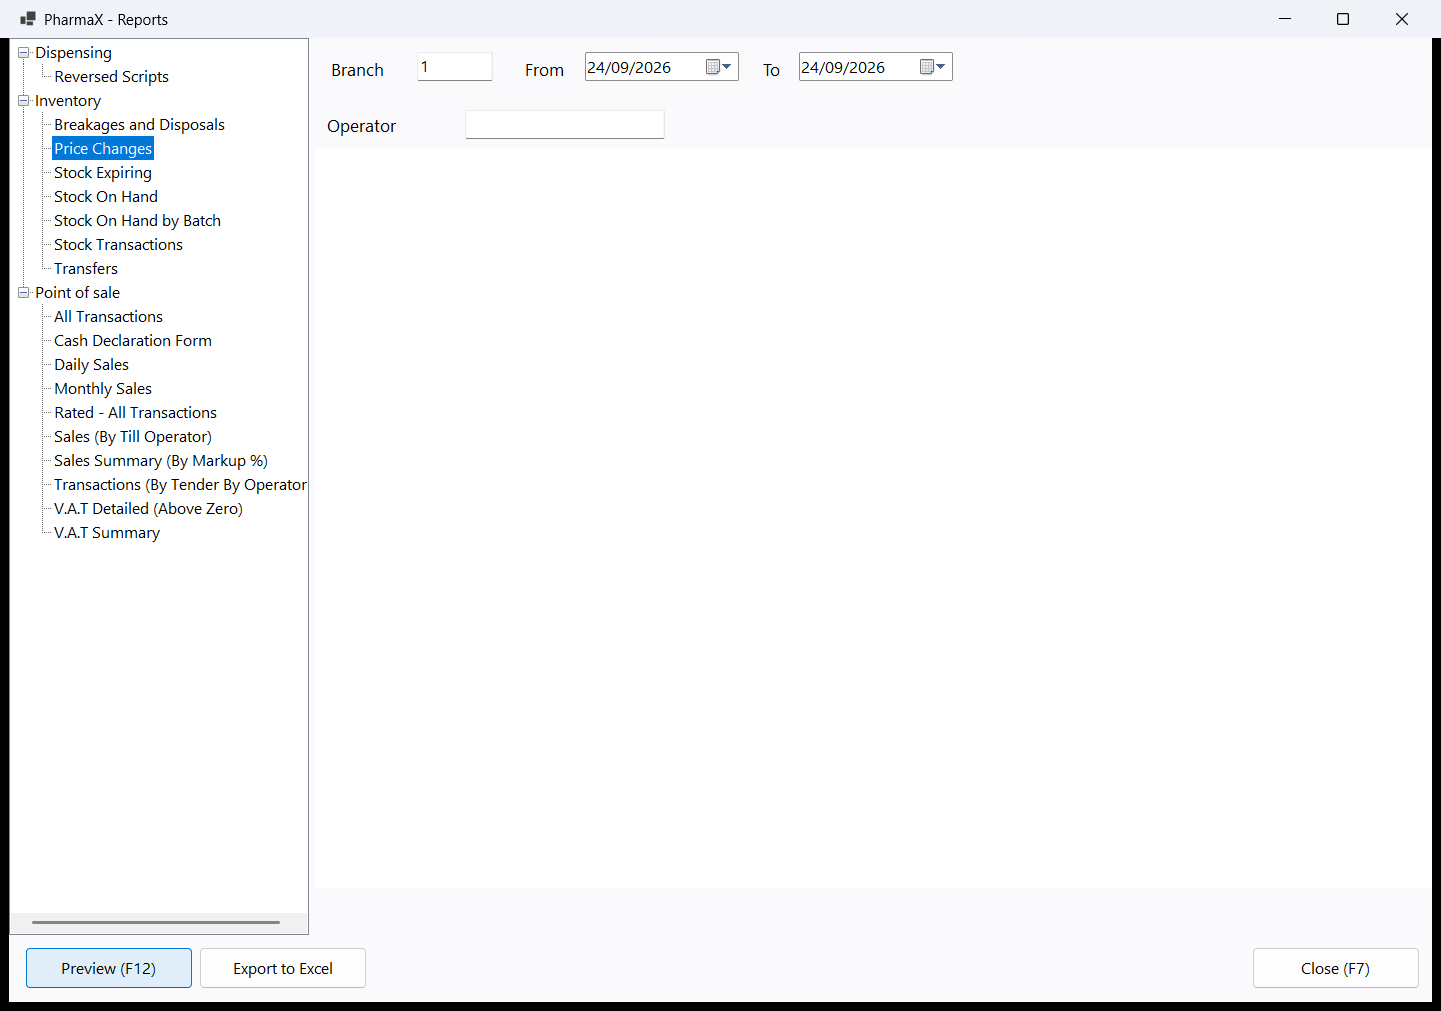 PharmaX - Reports
Dispensing
Reversed Scripts
Inventory
Breakages and Disposals
Price Changes
Stock Expiring
Stock On Hand
Stock On Hand by Batch
Stock Transactions
Transfers
Point of sale
All Transactions
Cash Declaration Form
Daily Sales
Monthly Sales
Rated - All Transactions
Sales (By Till Operator)
Sales Summary (By Markup %)
Transactions (By Tender By Operator
V.A.T Detailed (Above Zero)
V.A.T Summary
Branch 1 From 24/09/2026 To 24/09/2026
Operator
Preview (F12) Export to Excel Close (F7)